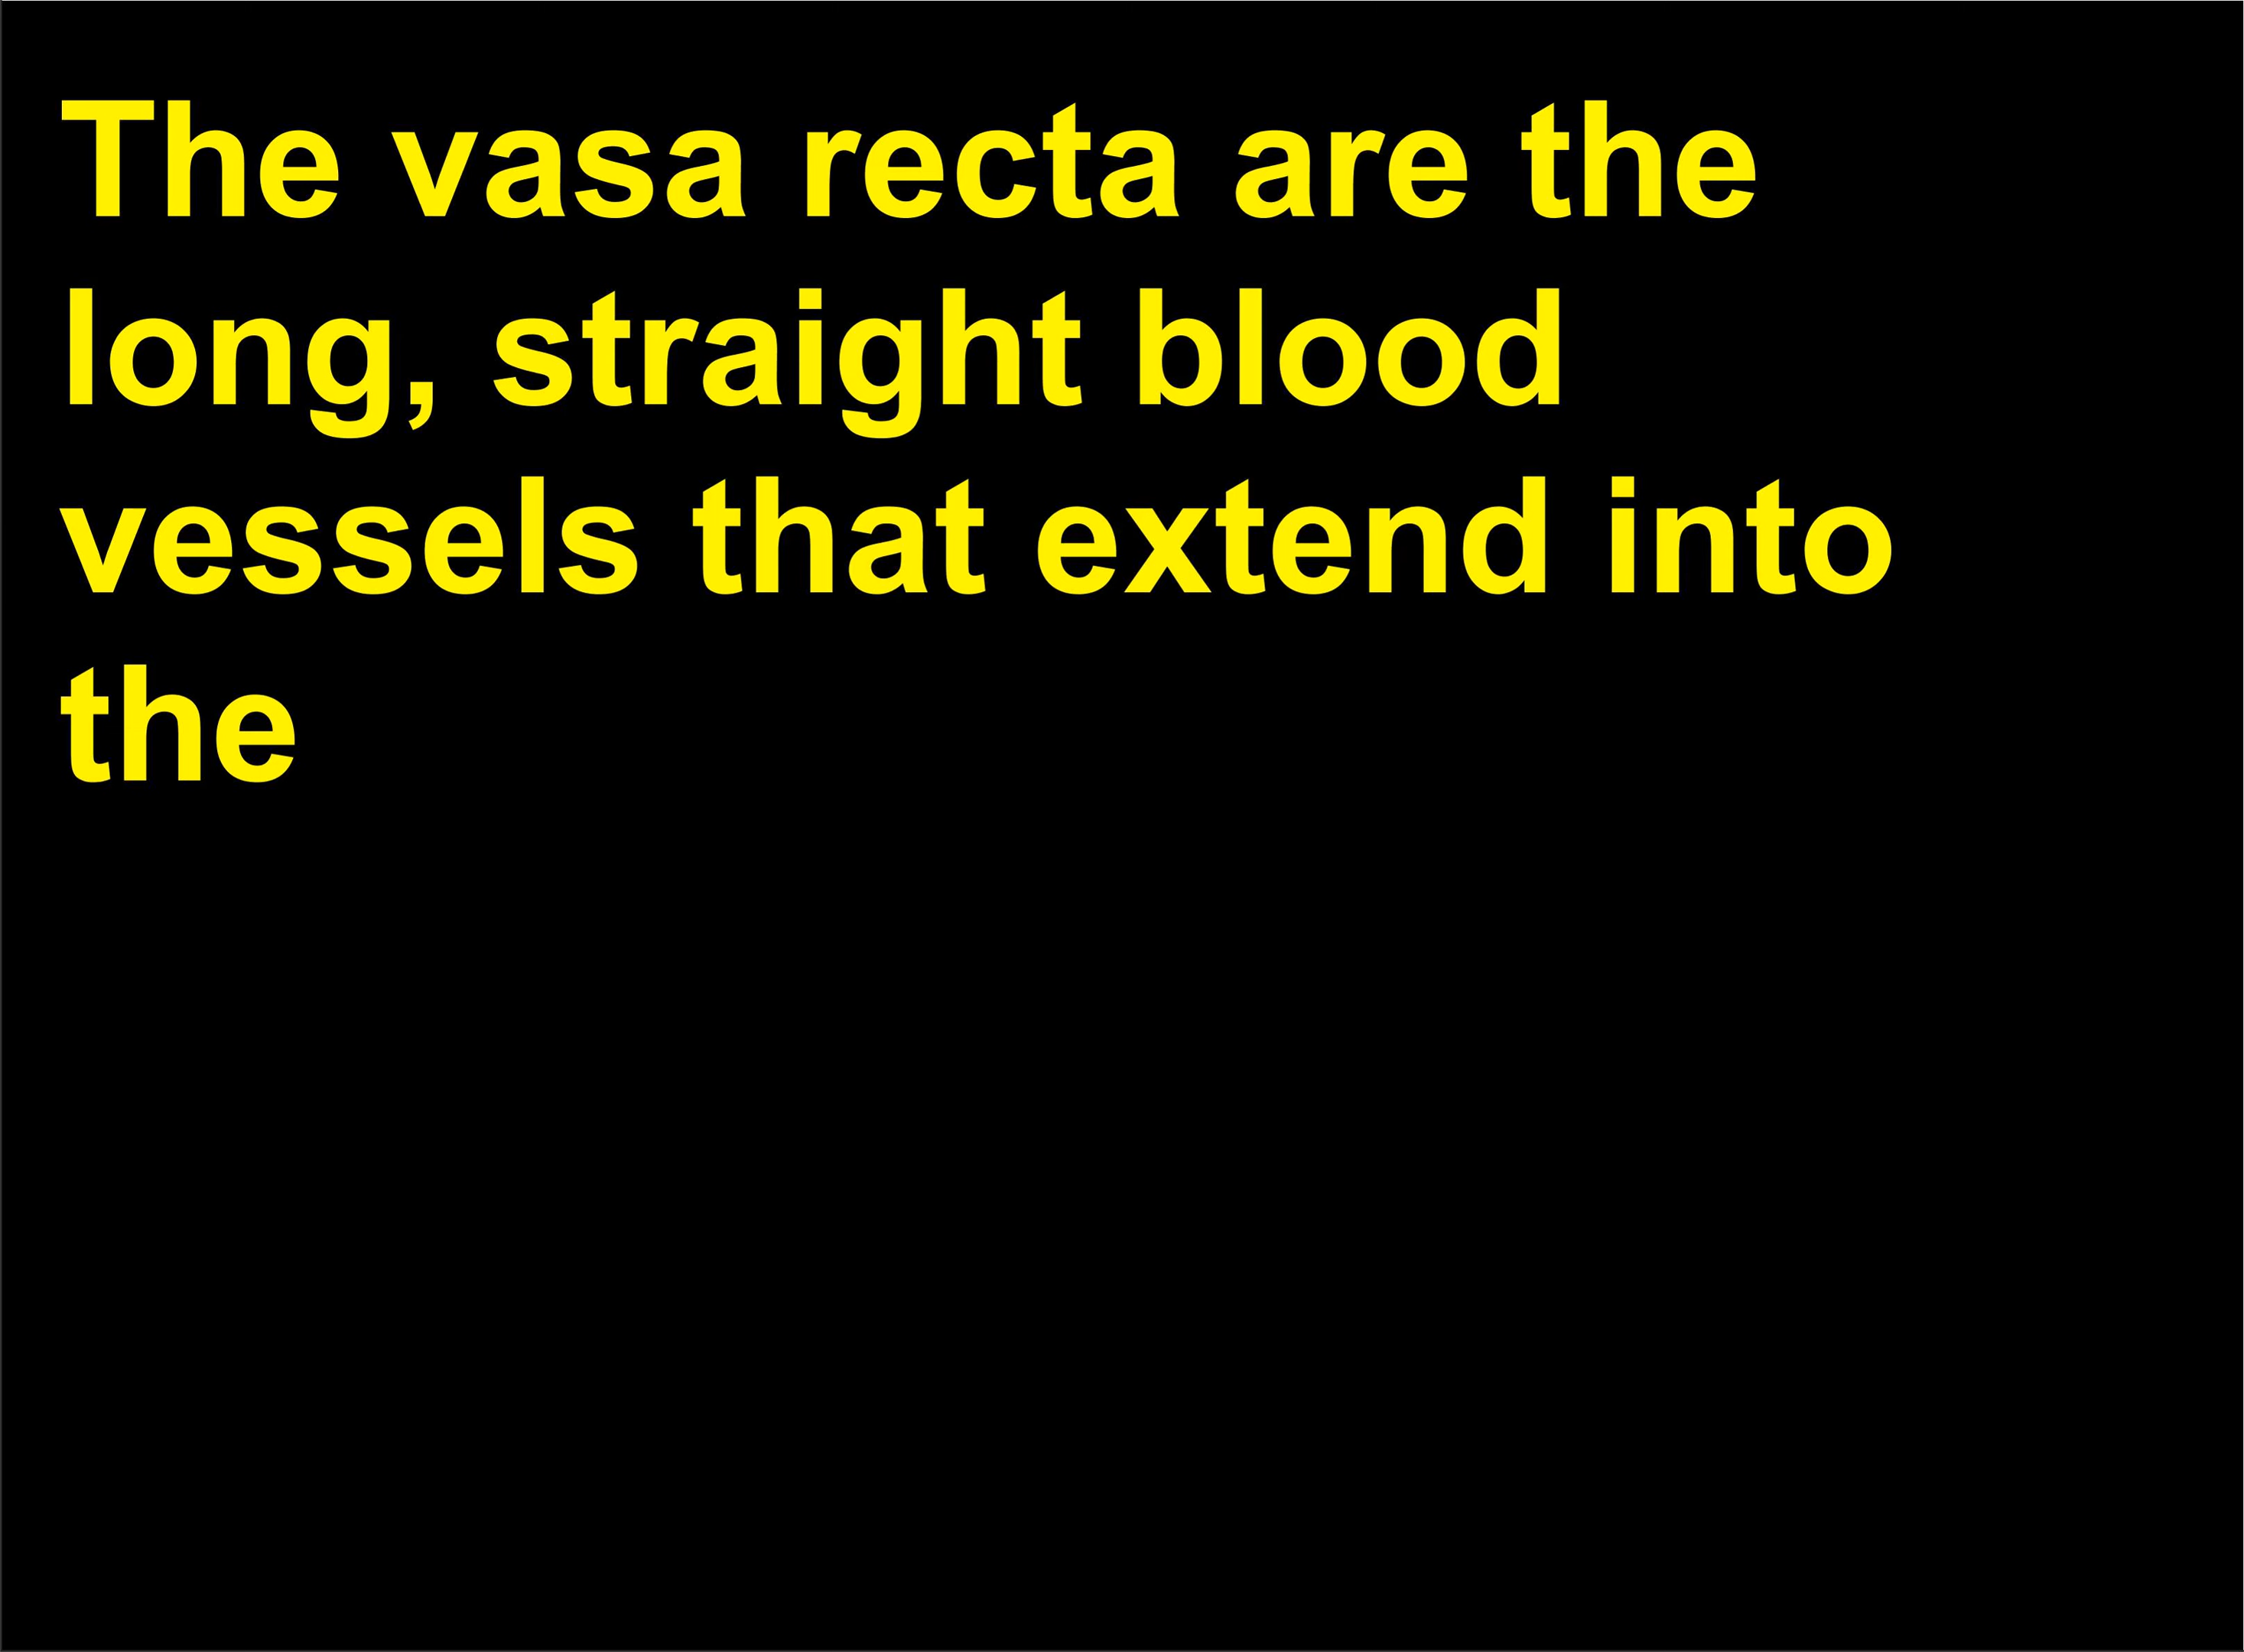 The vasa recta are the
long, straight blood
vessels that extend into
the